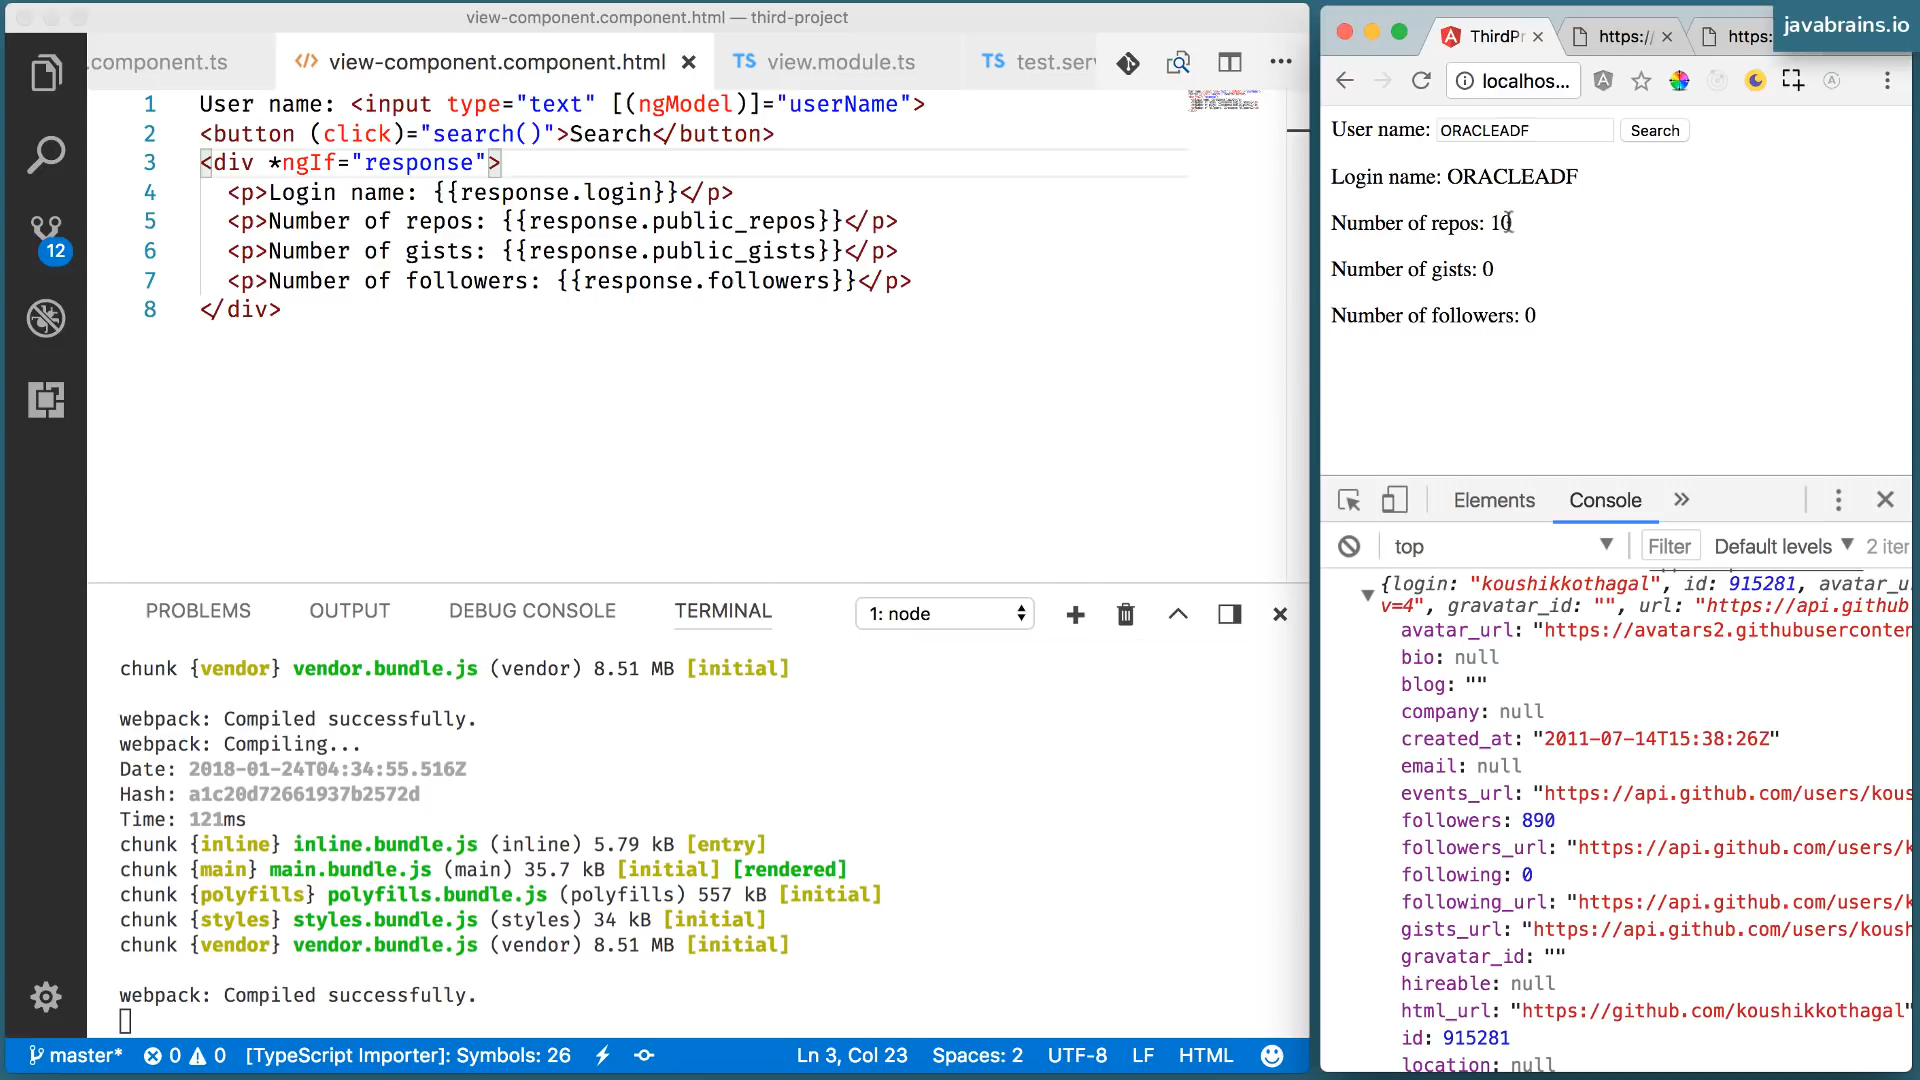 view-component.component.html — third-project
.component.ts
view-component.component.html
TS view.module.ts
TS test.serv
1 User name: <input type="text" [(ngModel)]="userName">
2 <button (click)="search()">Search</button>
3 <div *ngIf="response">
4 <p>Login name: {{response.login}}</p>
5 <p>Number of repos: {{response.public_repos}}</p>
6 <p>Number of gists: {{response.public_gists}}</p>
7 <p>Number of followers: {{response.followers}}</p>
8 </div>
12
PROBLEMS OUTPUT DEBUG CONSOLE TERMINAL 1: node
chunk {vendor} vendor.bundle.js (vendor) 8.51 MB [initial]
webpack: Compiled successfully.
webpack: Compiling...
Date: 2018-01-24T04:34:55.516Z
Hash: a1c20d72661937b2572d
Time: 121ms
chunk {inline} inline.bundle.js (inline) 5.79 kB [entry]
chunk {main} main.bundle.js (main) 35.7 kB [initial] [rendered]
chunk {polyfills} polyfills.bundle.js (polyfills) 557 kB [initial]
chunk {styles} styles.bundle.js (styles) 34 kB [initial]
chunk {vendor} vendor.bundle.js (vendor) 8.51 MB [initial]
webpack: Compiled successfully.
master* 0 0 [TypeScript Importer]: Symbols: 26 Ln 3, Col 23 Spaces: 2 UTF-8 LF HTML
javabrains.io
ThirdPr
https:/
https:
localhos...
User name: ORACLEADF Search
Login name: ORACLEADF
Number of repos: 10
Number of gists: 0
Number of followers: 0
Elements Console
top Filter Default levels 2 iter
{login: "koushikkothagal", id: 915281, avatar_u
v=4", gravatar_id: "", url: "https://api.github
avatar_url: "https://avatars2.githubuserconten
bio: null
blog: ""
company: null
created_at: "2011-07-14T15:38:26Z"
email: null
events_url: "https://api.github.com/users/kous
followers: 890
followers_url: "https://api.github.com/users/k
following: 0
following_url: "https://api.github.com/users/k
gists_url: "https://api.github.com/users/koush
gravatar_id: ""
hireable: null
html_url: "https://github.com/koushikkothagal"
id: 915281
location: null